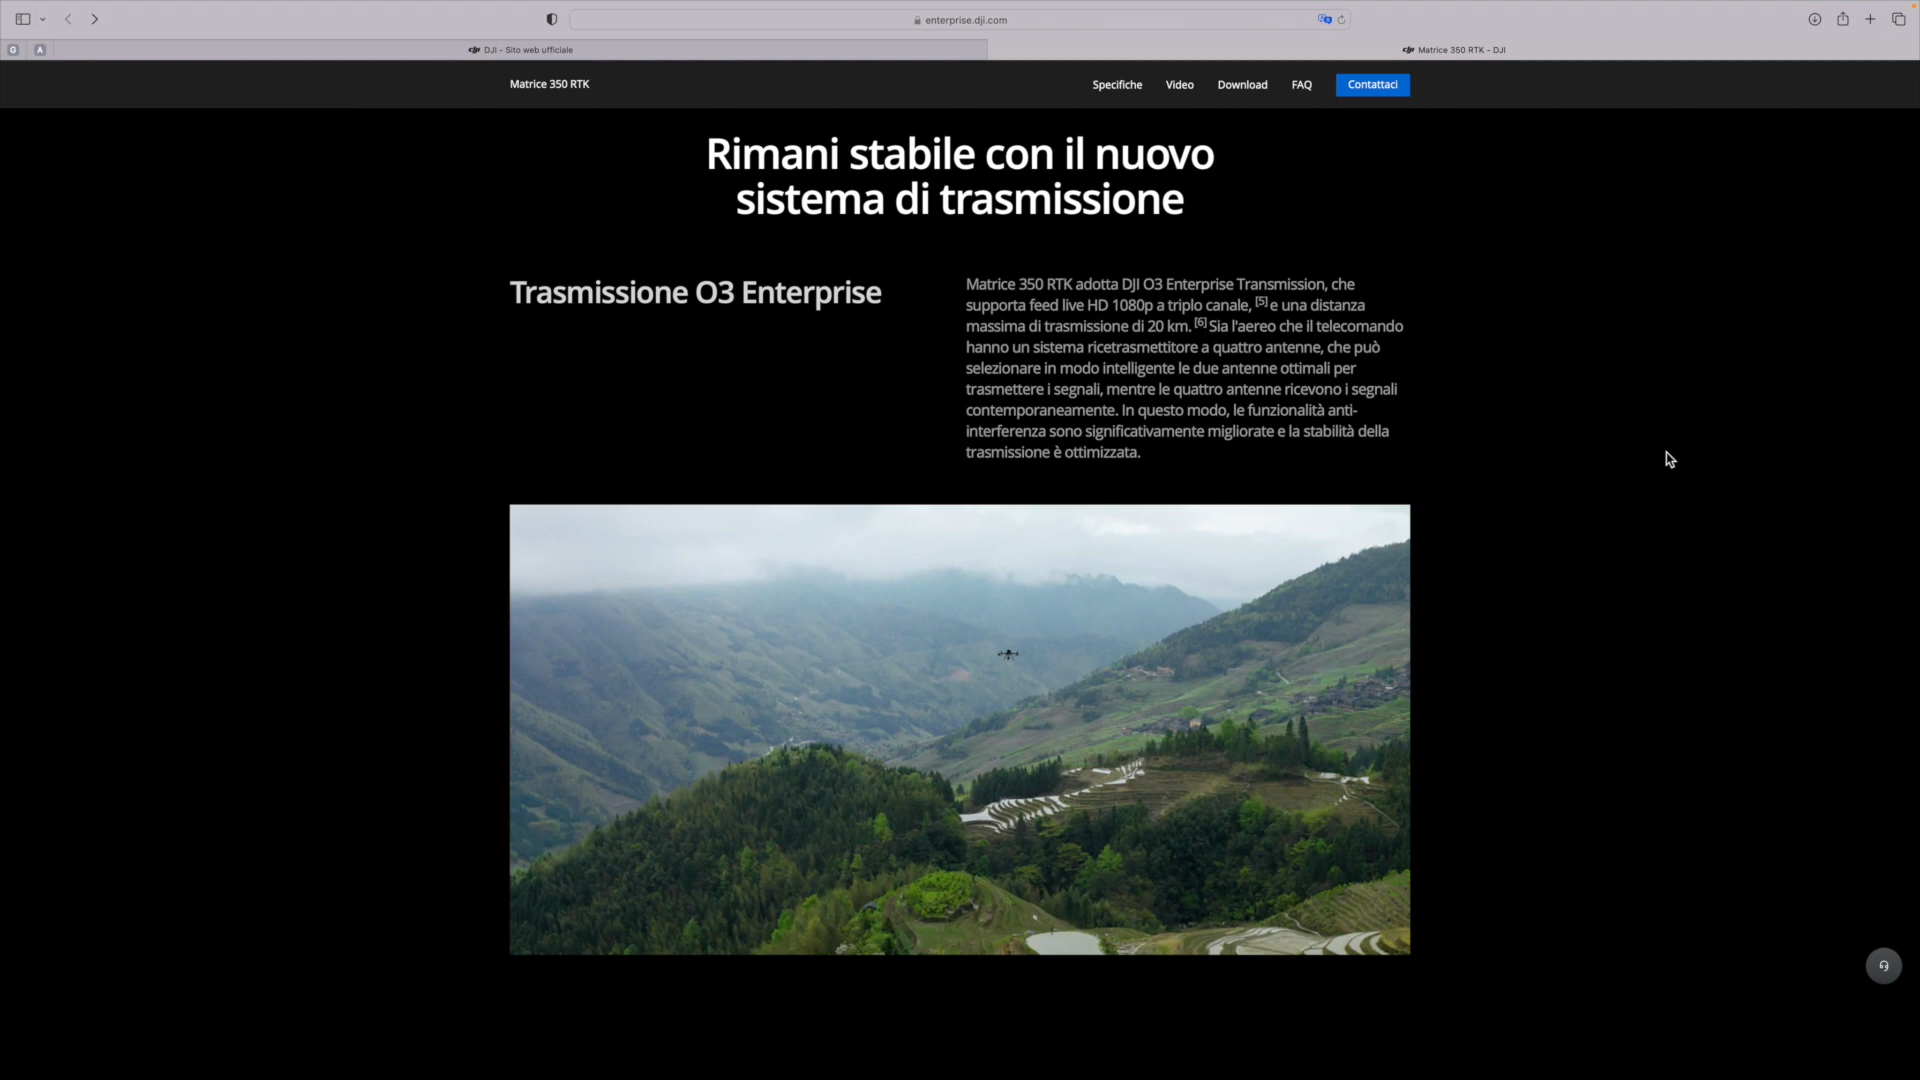 enterprise.dji.com
G
A
DJI - Sito web ufficiale
Matrice 350 RTK - DJI
Matrice 350 RTK
Specifiche
Video
Download
FAQ
Contattaci
Rimani stabile con il nuovo
sistema di trasmissione
Trasmissione O3 Enterprise
Matrice 350 RTK adotta DJI O3 Enterprise Transmission, che
supporta feed live HD 1080p a triplo canale, [5] e una distanza
massima di trasmissione di 20 km. [6] Sia l'aereo che il telecomando
hanno un sistema ricetrasmettitore a quattro antenne, che può
selezionare in modo intelligente le due antenne ottimali per
trasmettere i segnali, mentre le quattro antenne ricevono i segnali
contemporaneamente. In questo modo, le funzionalità anti-
interferenza sono significativamente migliorate e la stabilità della
trasmissione è ottimizzata.